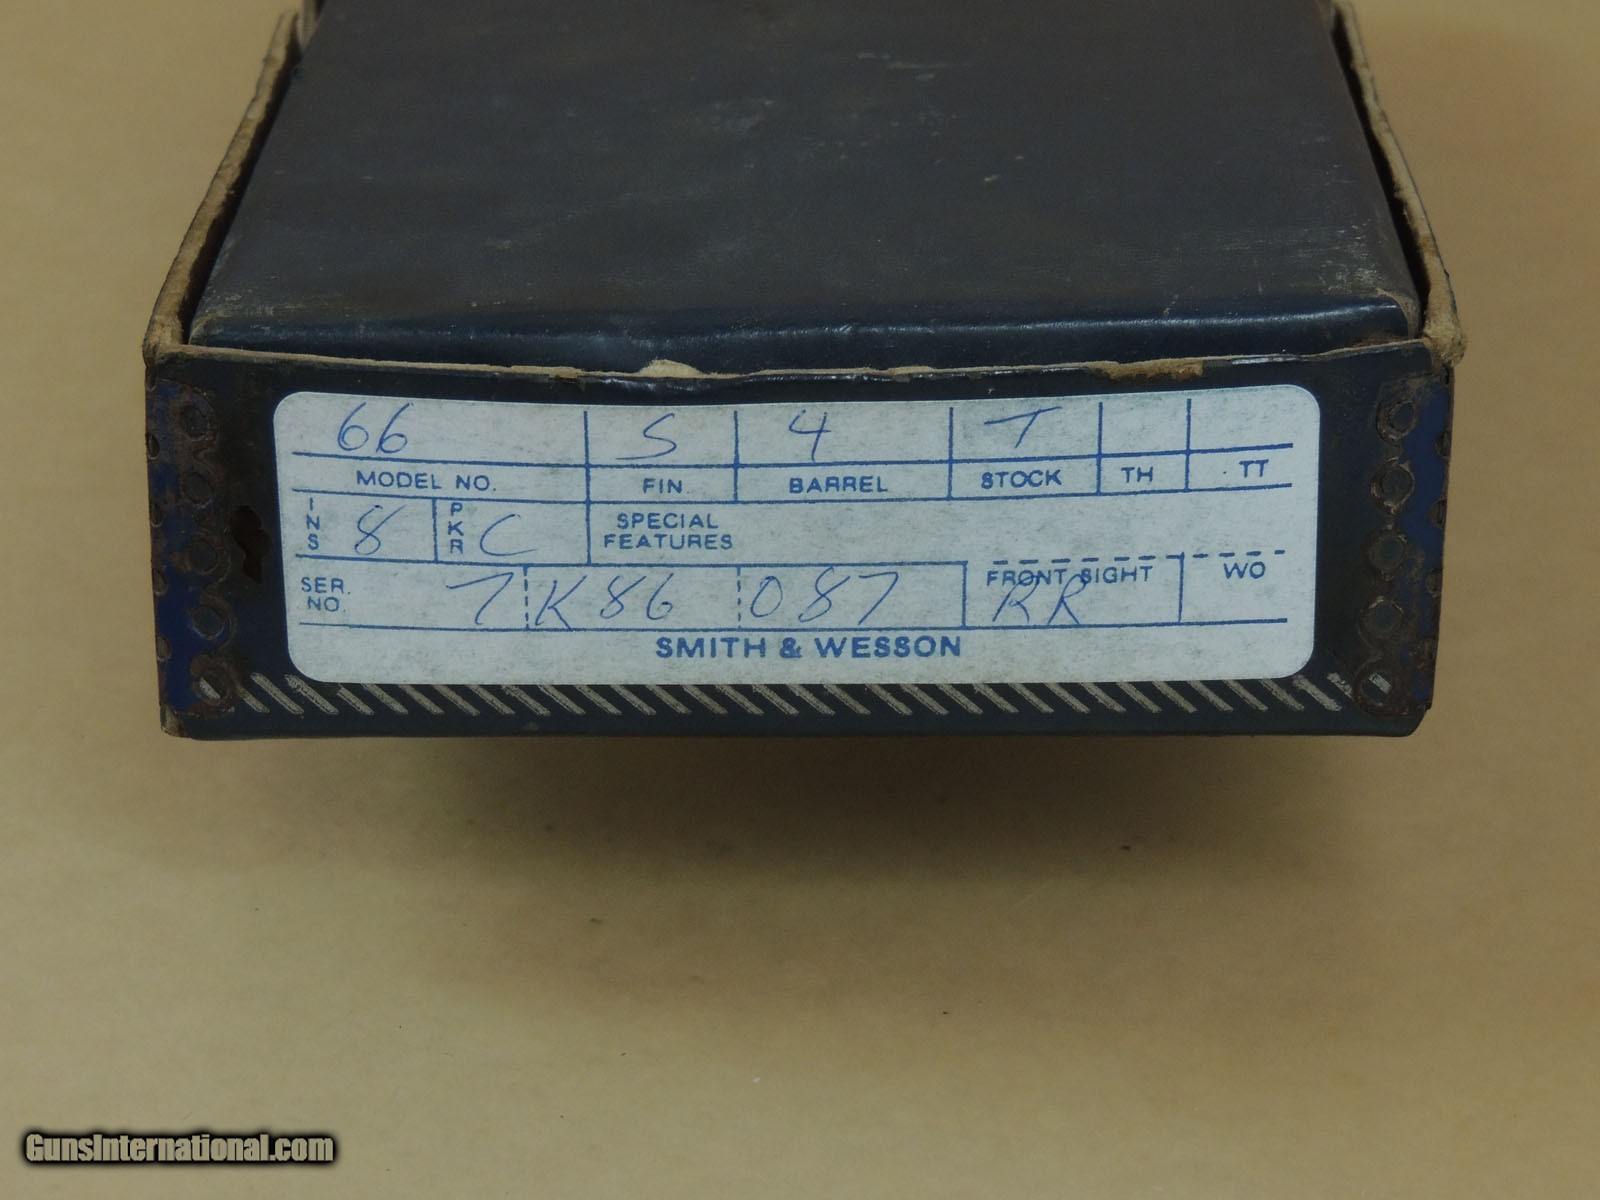 66 S 4 T
MODEL NO. FIN. BARREL STOCK TH TT
INS 8 PKR C SPECIAL FEATURES
SER. NO. 7K86 087 FRONT SIGHT RR WO
SMITH & WESSON
GunsInternational.com